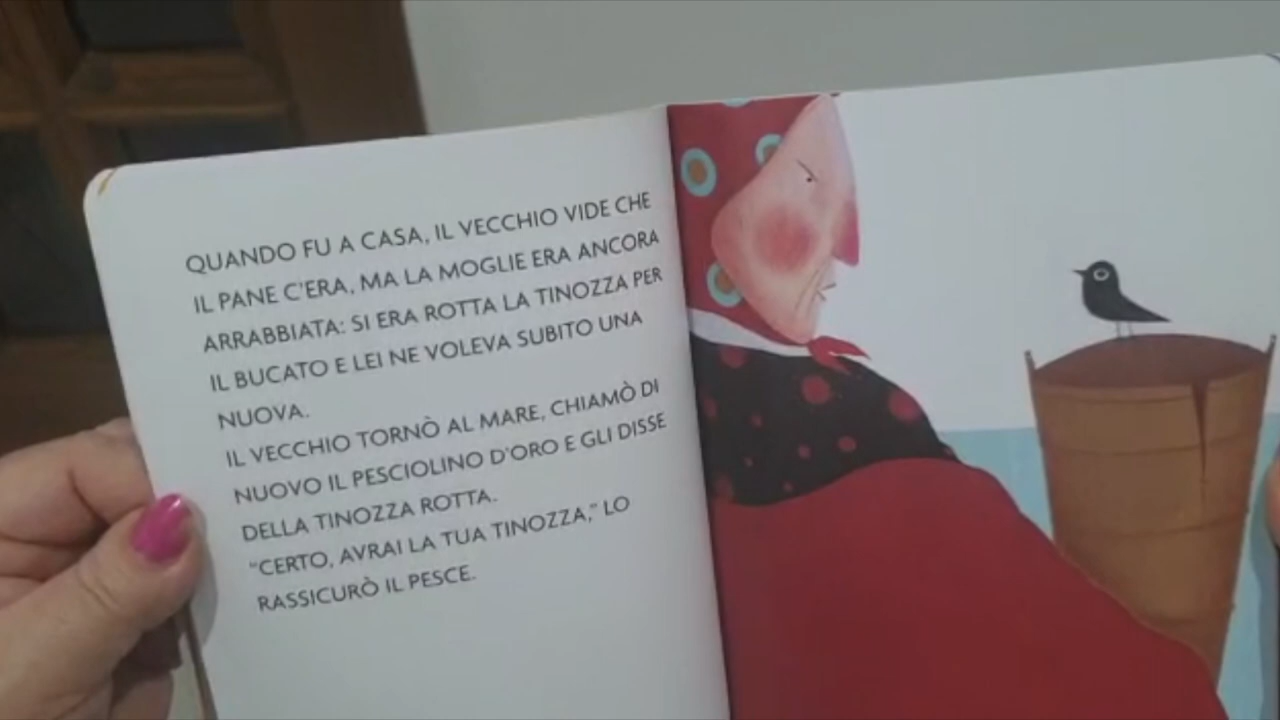 QUANDO FU A CASA, IL VECCHIO VIDE CHE
IL PANE C'ERA, MA LA MOGLIE ERA ANCORA
ARRABBIATA: SI ERA ROTTA LA TINOZZA PER
IL BUCATO E LEI NE VOLEVA SUBITO UNA
NUOVA.
IL VECCHIO TORNÒ AL MARE, CHIAMÒ DI
NUOVO IL PESCIOLINO D'ORO E GLI DISSE
DELLA TINOZZA ROTTA.
"CERTO, AVRAI LA TUA TINOZZA," LO
RASSICURÒ IL PESCE.